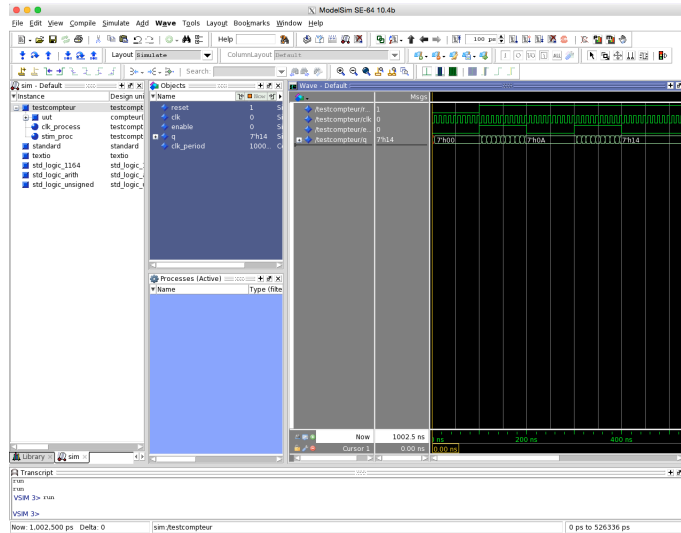 ModelSim SE-64 10.4b
File Edit View Compile Simulate Add Wave Tools Layout Bookmarks Window Help
Help
100 ps
Layout Simulate
ColumnLayout Default
Search:
sim - Default
Instance Design uni
testcompteur testcompt
uut compteur(
clk_process testcompt
stim_proc testcompt
standard standard
textio textio
std_logic_1164 std_logic_
std_logic_arith std_logic_
std_logic_unsigned std_logic_
Library
sim
Objects
Name Now
reset 1 Si
clk 0 Si
enable 0 Si
q 7'h14 Si
clk_period 1000...
Processes (Active)
Name Type (filte
Wave - Default
Msgs
/testcompteur/r... 1
/testcompteur/clk 0
/testcompteur/e... 0
/testcompteur/q 7'h14
7'h00 7'h0A 7'h14
Now 1002.5 ns
Cursor 1 0.00 ns
ns 200 ns 400 ns
0.00 ns
Transcript
run
run
VSIM 3> run
VSIM 3>
Now: 1,002,500 ps Delta: 0
sim:/testcompteur
0 ps to 526336 ps